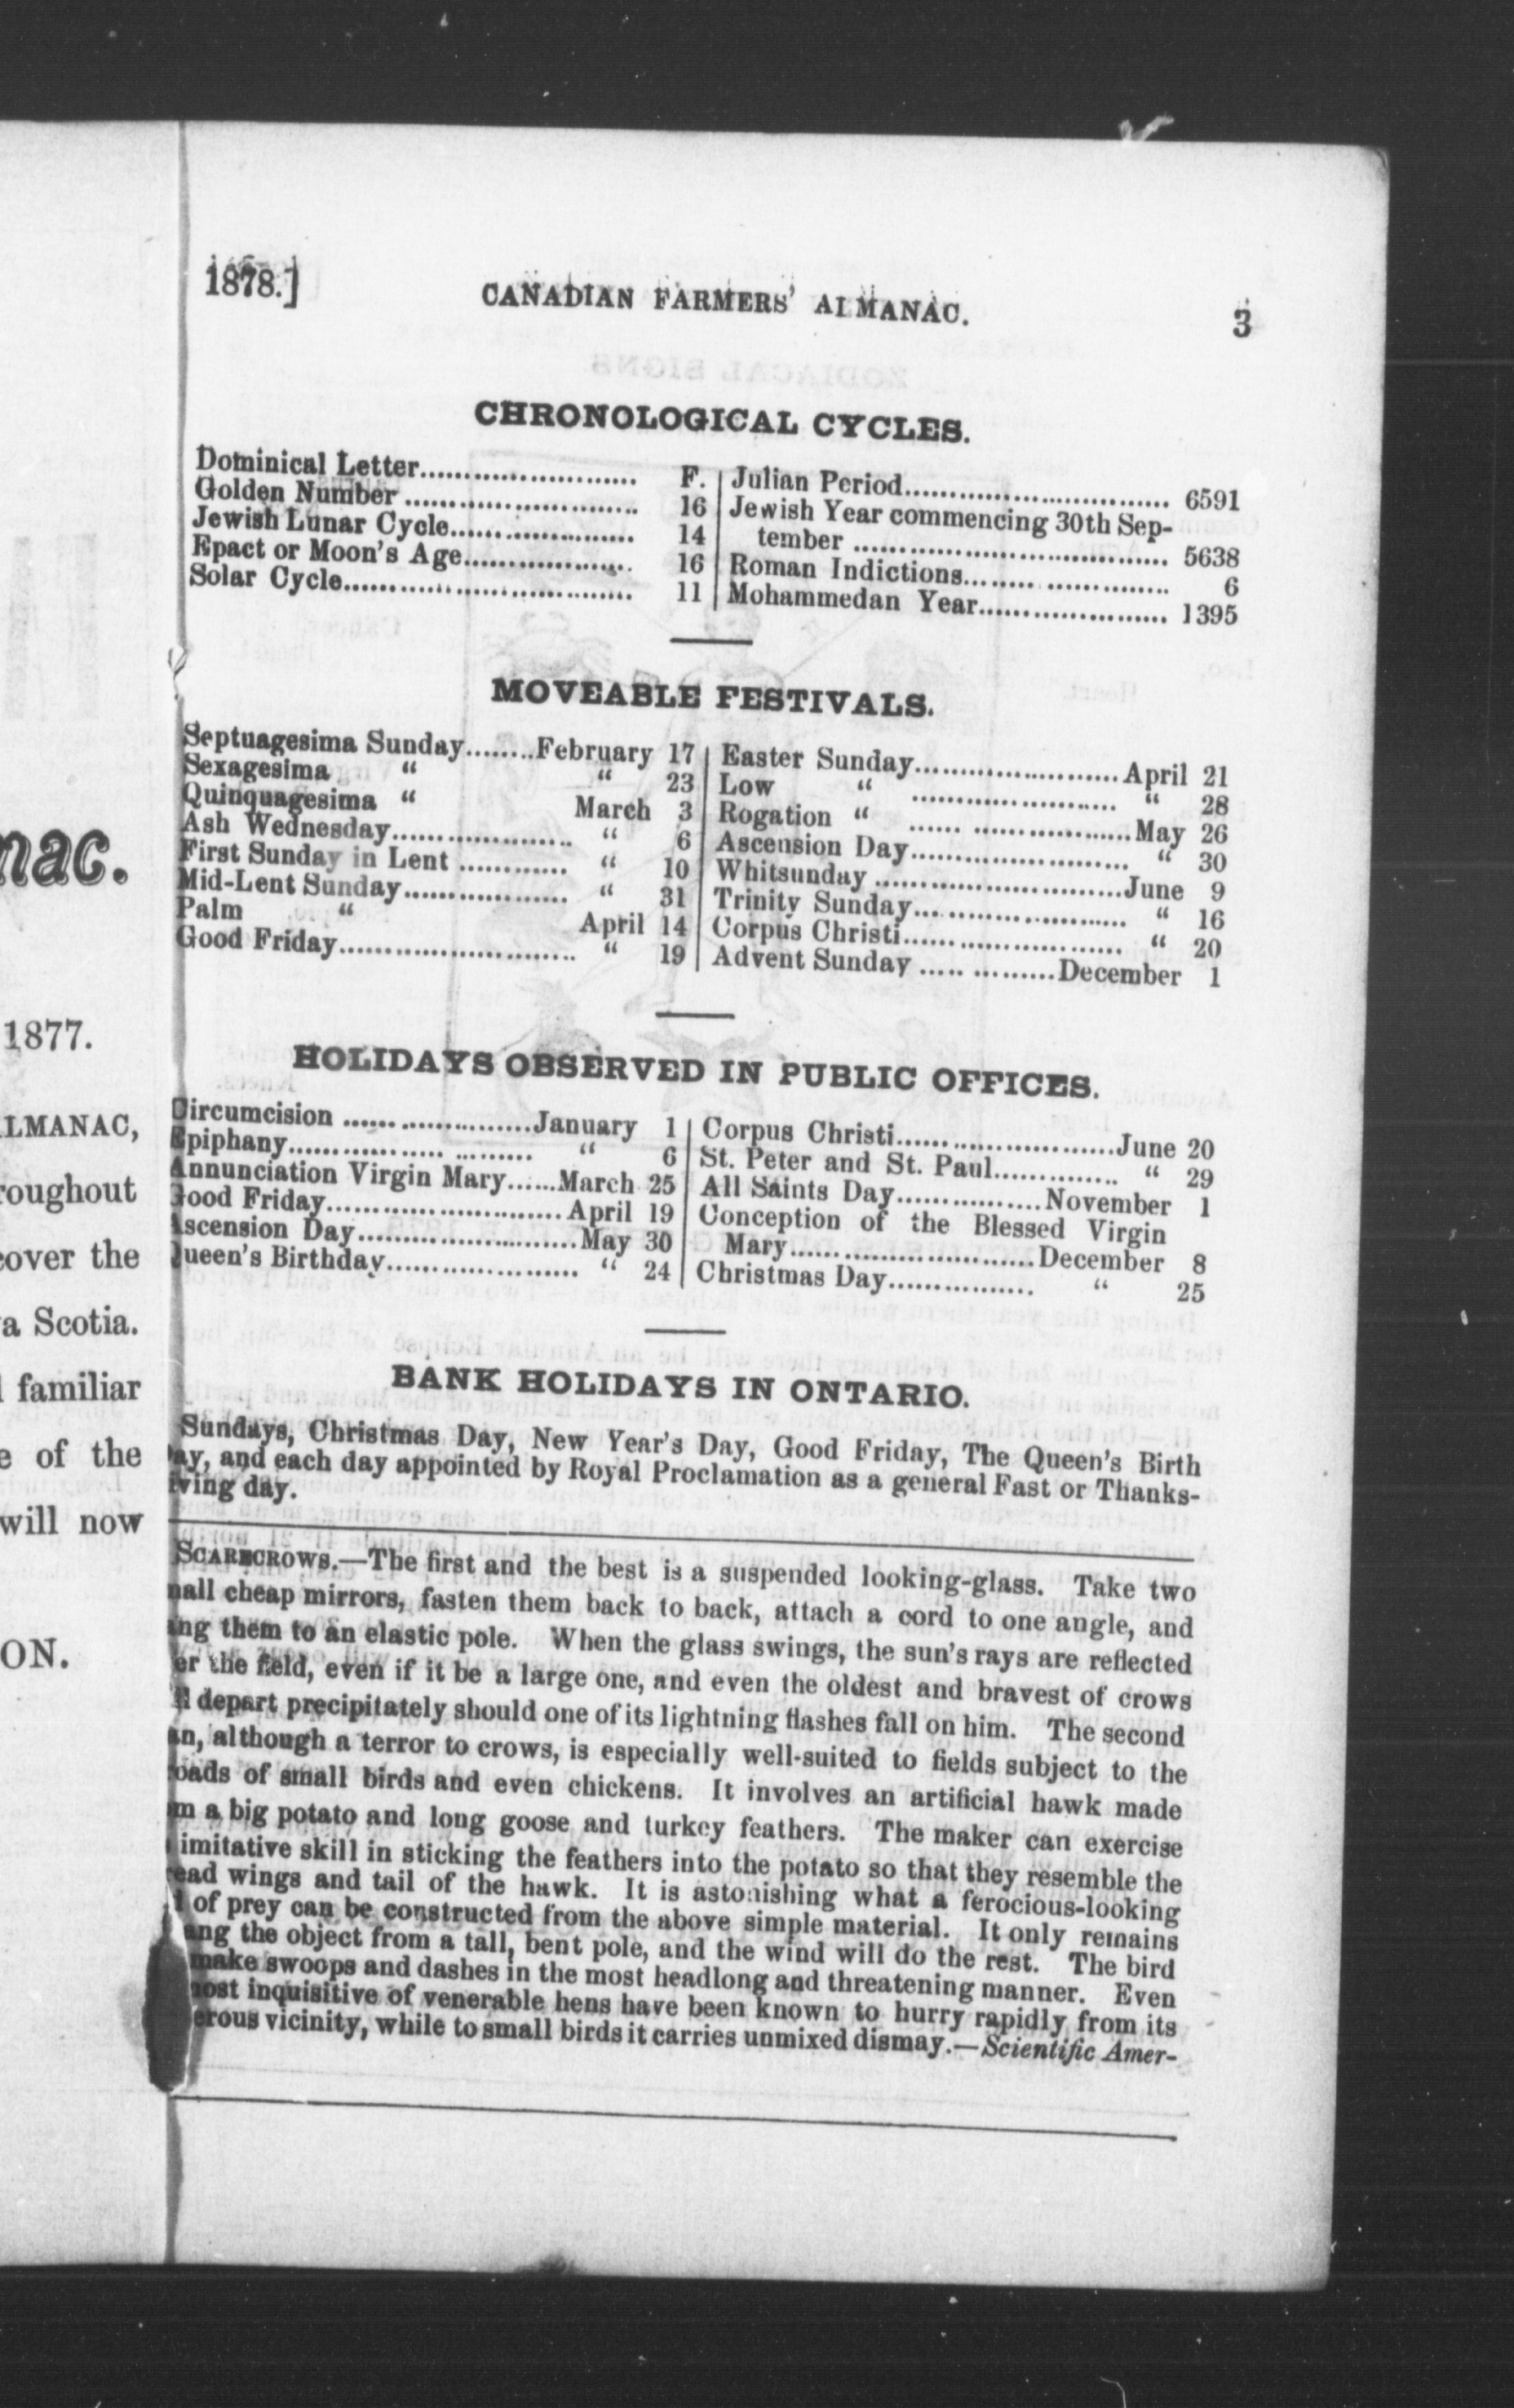 1878.] CANADIAN FARMERS' ALMANAC. 3
CHRONOLOGICAL CYCLES.
Dominical Letter........................ F.
Golden Number .......................... 16
Jewish Lunar Cycle..................... 14
Epact or Moon's Age................... 16
Solar Cycle................................ 11
Julian Period.............................. 6591
Jewish Year commencing 30th Sep-
tember ................................... 5638
Roman Indictions....................... 6
Mohammedan Year..................... 1395
MOVEABLE FESTIVALS.
Septuagesima Sunday........February 17
Sexagesima " " 23
Quinquagesima " March 3
Ash Wednesday.................... " 6
First Sunday in Lent ............ " 10
Mid-Lent Sunday.................. " 31
Palm " April 14
Good Friday.......................... " 19
Easter Sunday.......................April 21
Low " ....................... " 28
Rogation " ........................May 26
Ascension Day........................ " 30
Whitsunday ............................June 9
Trinity Sunday........................ " 16
Corpus Christi........................ " 20
Advent Sunday ...............December 1
HOLIDAYS OBSERVED IN PUBLIC OFFICES.
Circumcision .....................January 1
Epiphany........................... " 6
Annunciation Virgin Mary......March 25
Good Friday..........................April 19
Ascension Day........................May 30
Queen's Birthday...................... " 24
Corpus Christi........................June 20
St. Peter and St. Paul.............. " 29
All Saints Day................November 1
Conception of the Blessed Virgin
Mary...........................December 8
Christmas Day................ " 25
BANK HOLIDAYS IN ONTARIO.
Sundays, Christmas Day, New Year's Day, Good Friday, The Queen's Birth
ay, and each day appointed by Royal Proclamation as a general Fast or Thanks-
iving day.
SCARECROWS.—The first and the best is a suspended looking-glass. Take two
mall cheap mirrors, fasten them back to back, attach a cord to one angle, and
ing them to an elastic pole. When the glass swings, the sun's rays are reflected
er the field, even if it be a large one, and even the oldest and bravest of crows
ll depart precipitately should one of its lightning flashes fall on him. The second
an, although a terror to crows, is especially well-suited to fields subject to the
oads of small birds and even chickens. It involves an artificial hawk made
m a big potato and long goose and turkey feathers. The maker can exercise
imitative skill in sticking the feathers into the potato so that they resemble the
read wings and tail of the hawk. It is astonishing what a ferocious-looking
of prey can be constructed from the above simple material. It only remains
ang the object from a tall, bent pole, and the wind will do the rest. The bird
make swoops and dashes in the most headlong and threatening manner. Even
most inquisitive of venerable hens have been known to hurry rapidly from its
erous vicinity, while to small birds it carries unmixed dismay.—Scientific Amer-
nac.
1877.
LMANAC,
roughout
cover the
a Scotia.
familiar
e of the
will now
ON.